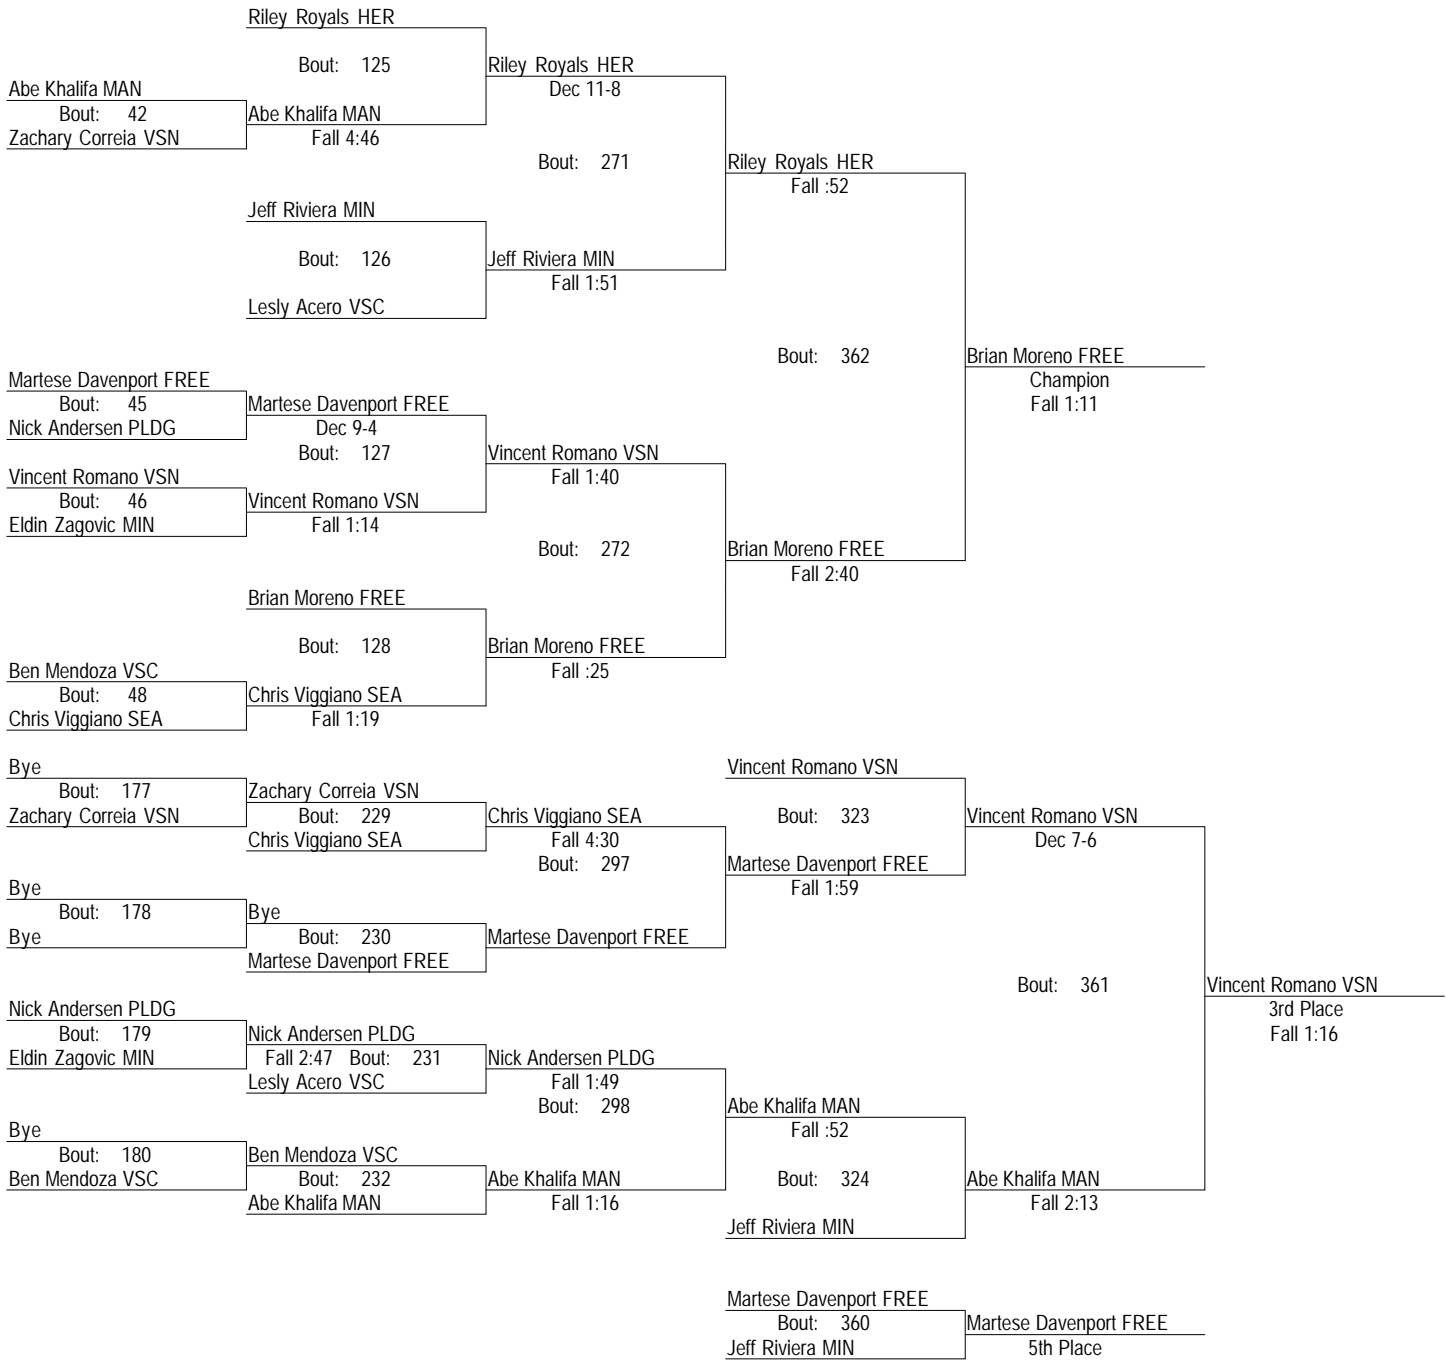 Riley Royals HER
Bout: 125
Riley Royals HER
Abe Khalifa MAN
Dec 11-8
Bout: 42
Abe Khalifa MAN
Zachary Correia VSN
Fall 4:46
Bout: 271
Riley Royals HER
Fall :52
Jeff Riviera MIN
Bout: 126
Jeff Riviera MIN
Fall 1:51
Lesly Acero VSC
Bout: 362
Brian Moreno FREE
Martese Davenport FREE
Champion
Bout: 45
Martese Davenport FREE
Fall 1:11
Nick Andersen PLDG
Dec 9-4
Bout: 127
Vincent Romano VSN
Vincent Romano VSN
Fall 1:40
Bout: 46
Vincent Romano VSN
Eldin Zagovic MIN
Fall 1:14
Bout: 272
Brian Moreno FREE
Fall 2:40
Brian Moreno FREE
Bout: 128
Brian Moreno FREE
Ben Mendoza VSC
Fall :25
Bout: 48
Chris Viggiano SEA
Chris Viggiano SEA
Fall 1:19
Bye
Vincent Romano VSN
Bout: 177
Zachary Correia VSN
Zachary Correia VSN
Bout: 229
Chris Viggiano SEA
Bout: 323
Vincent Romano VSN
Chris Viggiano SEA
Fall 4:30
Dec 7-6
Bout: 297
Martese Davenport FREE
Bye
Fall 1:59
Bout: 178
Bye
Bye
Bout: 230
Martese Davenport FREE
Martese Davenport FREE
Bout: 361
Vincent Romano VSN
Nick Andersen PLDG
3rd Place
Bout: 179
Nick Andersen PLDG
Fall 1:16
Eldin Zagovic MIN
Fall 2:47 Bout: 231
Nick Andersen PLDG
Lesly Acero VSC
Fall 1:49
Bout: 298
Abe Khalifa MAN
Bye
Fall :52
Bout: 180
Ben Mendoza VSC
Ben Mendoza VSC
Bout: 232
Abe Khalifa MAN
Bout: 324
Abe Khalifa MAN
Abe Khalifa MAN
Fall 1:16
Fall 2:13
Jeff Riviera MIN
Martese Davenport FREE
Bout: 360
Martese Davenport FREE
Jeff Riviera MIN
5th Place